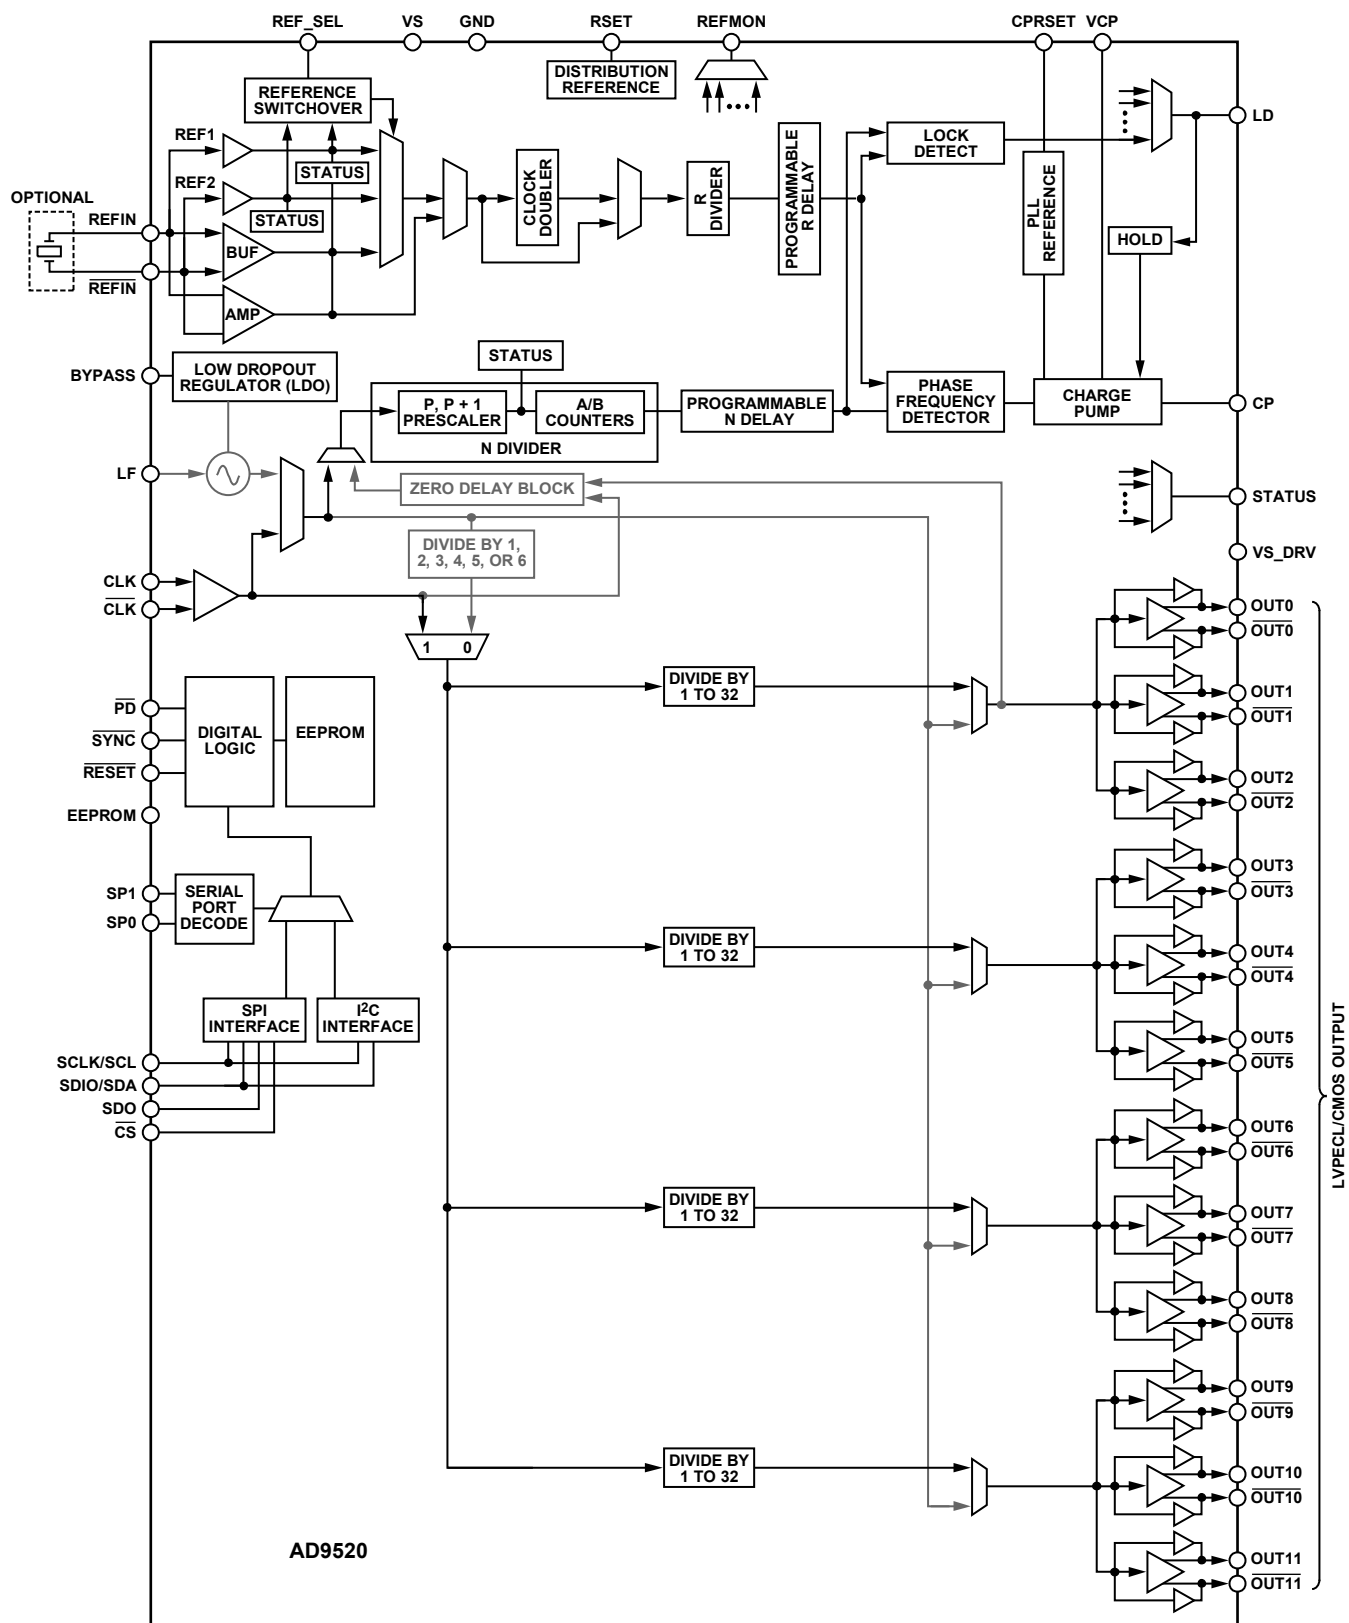 REF_SEL
VS
GND
RSET
REFMON
CPRSET
VCP
DISTRIBUTION
REFERENCE
REFERENCE
SWITCHOVER
REF1
REF2
STATUS
STATUS
OPTIONAL
REFIN
REFIN
BUF
AMP
CLOCK
DOUBLER
R
DIVIDER
PROGRAMMABLE
R DELAY
LOCK
DETECT
PLL
REFERENCE
LD
HOLD
BYPASS
LOW DROPOUT
REGULATOR (LDO)
STATUS
P, P + 1
PRESCALER
A/B
COUNTERS
N DIVIDER
PROGRAMMABLE
N DELAY
PHASE
FREQUENCY
DETECTOR
CHARGE
PUMP
CP
LF
ZERO DELAY BLOCK
STATUS
DIVIDE BY 1,
2, 3, 4, 5, OR 6
VS_DRV
CLK
CLK
1 0
OUT0
OUT0
DIVIDE BY
1 TO 32
OUT1
OUT1
PD
SYNC
RESET
EEPROM
DIGITAL
LOGIC
EEPROM
OUT2
OUT2
SP1
SP0
SERIAL
PORT
DECODE
OUT3
OUT3
DIVIDE BY
1 TO 32
OUT4
OUT4
SPI
INTERFACE
I2C
INTERFACE
OUT5
OUT5
SCLK/SCL
SDIO/SDA
SDO
CS
LVPECL/CMOS OUTPUT
OUT6
OUT6
DIVIDE BY
1 TO 32
OUT7
OUT7
OUT8
OUT8
OUT9
OUT9
DIVIDE BY
1 TO 32
OUT10
OUT10
AD9520
OUT11
OUT11